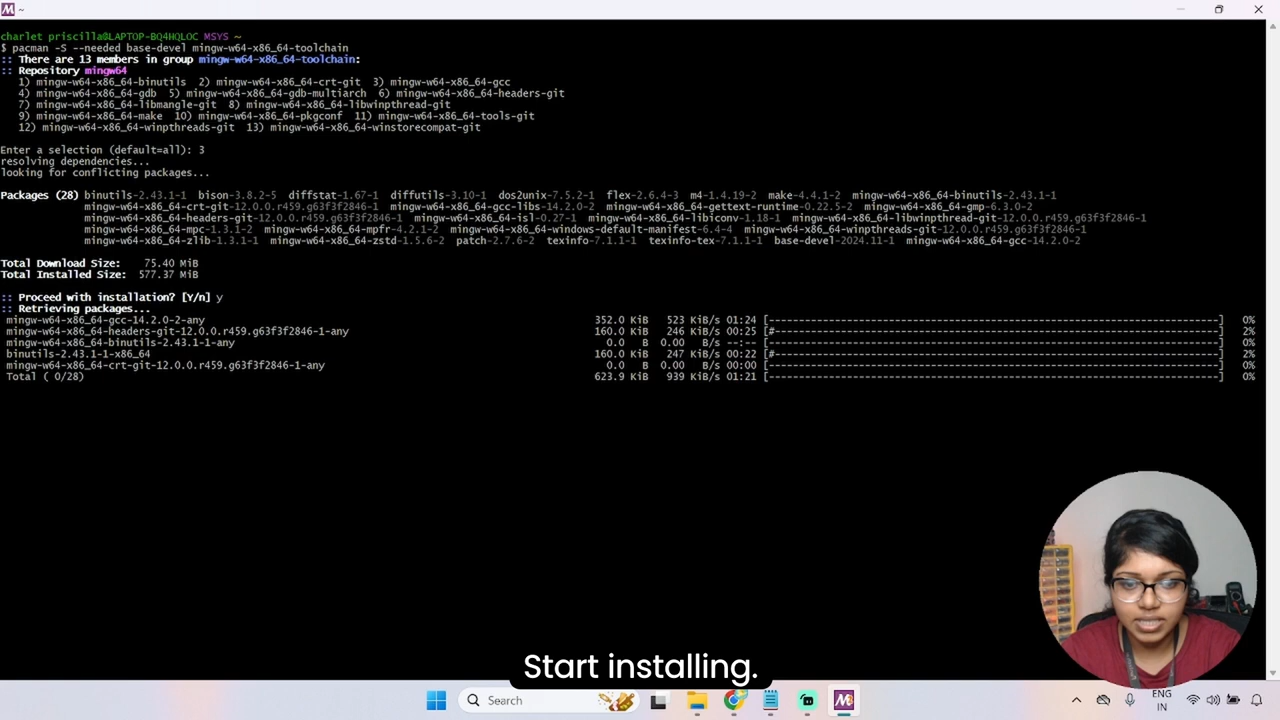 ~
charlet priscilla@LAPTOP-BQ4HQLOC MSYS ~
$ pacman -S --needed base-devel mingw-w64-x86_64-toolchain
:: There are 13 members in group mingw-w64-x86_64-toolchain:
:: Repository mingw64
1) mingw-w64-x86_64-binutils 2) mingw-w64-x86_64-crt-git 3) mingw-w64-x86_64-gcc
4) mingw-w64-x86_64-gdb 5) mingw-w64-x86_64-gdb-multiarch 6) mingw-w64-x86_64-headers-git
7) mingw-w64-x86_64-libmangle-git 8) mingw-w64-x86_64-libwinpthread-git
9) mingw-w64-x86_64-make 10) mingw-w64-x86_64-pkgconf 11) mingw-w64-x86_64-tools-git
12) mingw-w64-x86_64-winpthreads-git 13) mingw-w64-x86_64-winstorecompat-git
Enter a selection (default=all): 3
resolving dependencies...
looking for conflicting packages...
Packages (28) binutils-2.43.1-1 bison-3.8.2-5 diffstat-1.67-1 diffutils-3.10-1 dos2unix-7.5.2-1 flex-2.6.4-3 m4-1.4.19-2 make-4.4.1-2 mingw-w64-x86_64-binutils-2.43.1-1
mingw-w64-x86_64-crt-git-12.0.0.r459.g63f3f2846-1 mingw-w64-x86_64-gcc-libs-14.2.0-2 mingw-w64-x86_64-gettext-runtime-0.22.5-2 mingw-w64-x86_64-gmp-6.3.0-2
mingw-w64-x86_64-headers-git-12.0.0.r459.g63f3f2846-1 mingw-w64-x86_64-isl-0.27-1 mingw-w64-x86_64-libiconv-1.18-1 mingw-w64-x86_64-libwinpthread-git-12.0.0.r459.g63f3f2846-1
mingw-w64-x86_64-mpc-1.3.1-2 mingw-w64-x86_64-mpfr-4.2.1-2 mingw-w64-x86_64-windows-default-manifest-6.4-4 mingw-w64-x86_64-winpthreads-git-12.0.0.r459.g63f3f2846-1
mingw-w64-x86_64-zlib-1.3.1-1 mingw-w64-x86_64-zstd-1.5.6-2 patch-2.7.6-2 texinfo-7.1.1-1 texinfo-tex-7.1.1-1 base-devel-2024.11-1 mingw-w64-x86_64-gcc-14.2.0-2
Total Download Size: 75.40 MiB
Total Installed Size: 577.37 MiB
:: Proceed with installation? [Y/n] y
:: Retrieving packages...
mingw-w64-x86_64-gcc-14.2.0-2-any 352.0 KiB 523 KiB/s 01:24 [----------------------------------------] 0%
mingw-w64-x86_64-headers-git-12.0.0.r459.g63f3f2846-1-any 160.0 KiB 246 KiB/s 00:25 [#---------------------------------------] 2%
mingw-w64-x86_64-binutils-2.43.1-1-any 0.0 B 0.00 B/s --:-- [----------------------------------------] 0%
binutils-2.43.1-1-x86_64 160.0 KiB 247 KiB/s 00:22 [#---------------------------------------] 2%
mingw-w64-x86_64-crt-git-12.0.0.r459.g63f3f2846-1-any 0.0 B 0.00 B/s 00:00 [----------------------------------------] 0%
Total ( 0/28) 623.9 KiB 939 KiB/s 01:21 [----------------------------------------] 0%
Start installing.
Search
ENG
IN